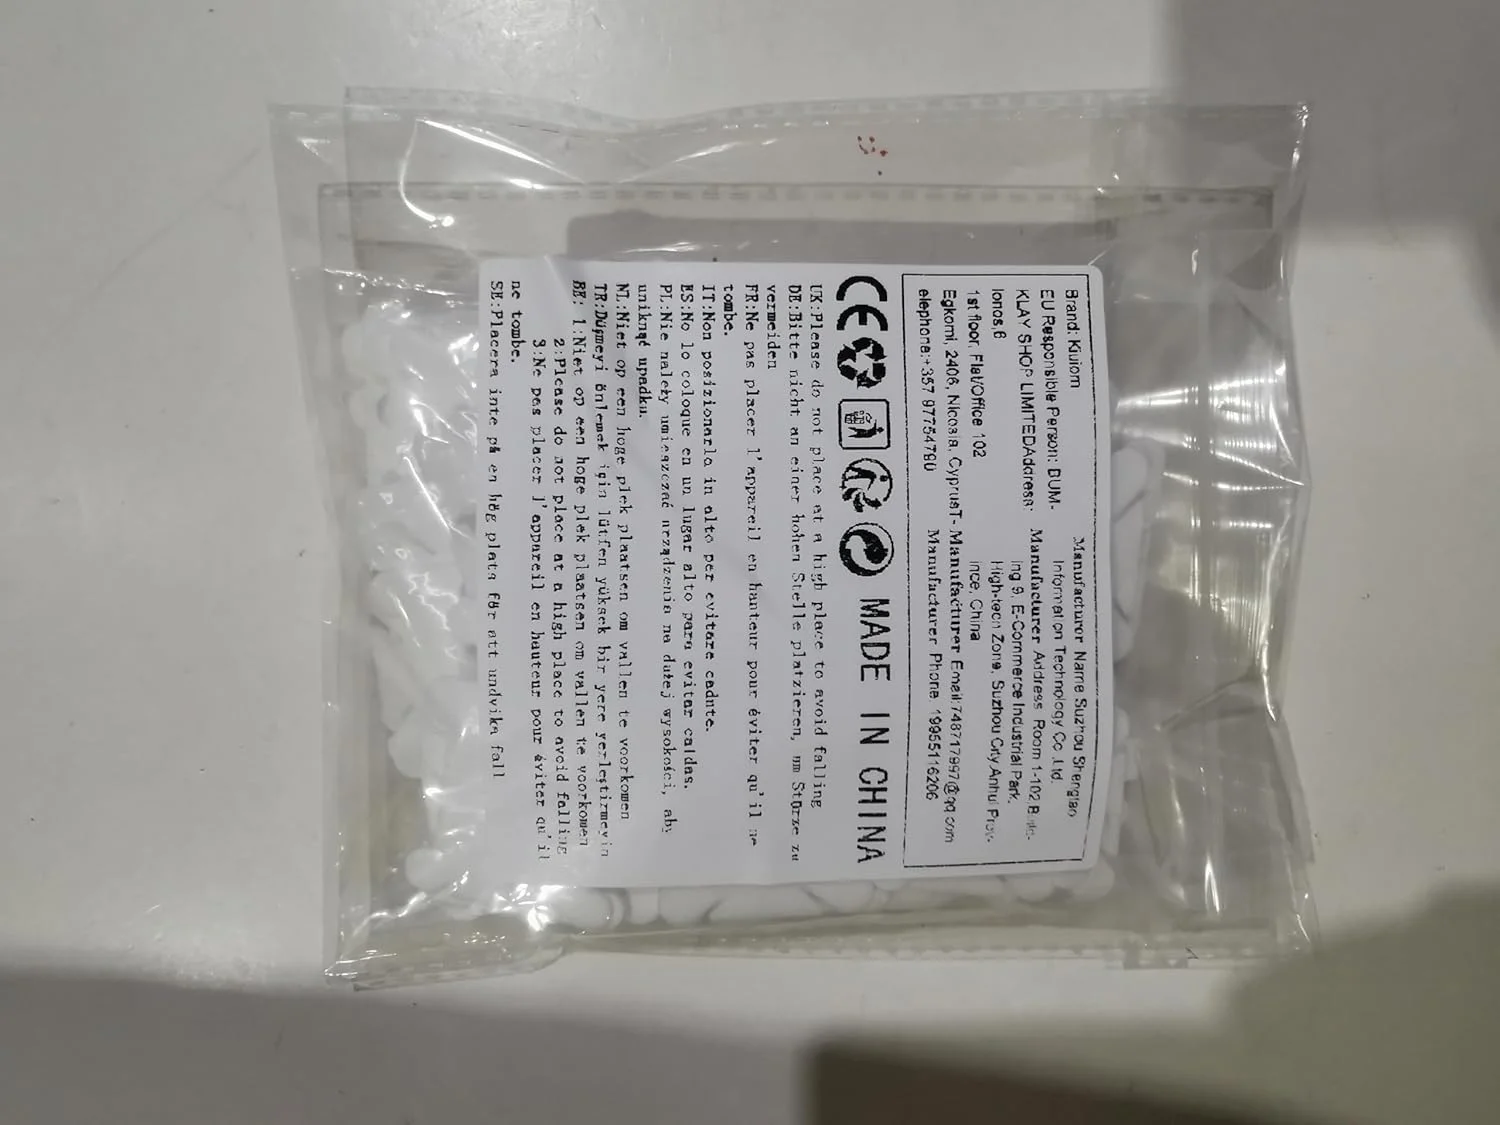 Brand: Kiuiom
EU Responsible Person: DUM-
KLAY SHOP LIMITEDAddress:
Ionos,6
1st floor, Flat/Office 102
Egkomi, 2406, Nicosia, CyprusT-
elephone:+357 97754790
Manufacturer Name Suzhou Shengtao
Information Technology Co.,Ltd.
Manufacturer Address Room 1-102
ing 9, E-Commerce Industrial Park,
High-tech Zone, Suzhou City Anhui Prov-
ince, China
Manufacturer Email:748717997@qq.com
Manufacturer Phone 19955116206
CE MADE IN CHINA
UK:Please do not place at a high place to avoid falling
DE:Bitte nicht an einer hohen Stelle platzieren, um Stürze zu
vermeiden
FR:Ne pas placer l'appareil en hauteur pour éviter qu'il ne
tombe.
IT:Non posizionarlo in alto per evitare cadute.
ES:No lo coloque en un lugar alto para evitar caídas.
PL:Nie należy umieszczać urządzenia na dużej wysokości, aby
uniknąć upadku.
NL:Niet op een hoge plek plaatsen om vallen te voorkomen
TR:Düşmeyi önlemek için lütfen yüksek bir yere yerleştirmeyin
BE: 1:Niet op een hoge plek plaatsen om vallen te voorkomen
2:Please do not place at a high place to avoid falling
3:Ne pas placer l'appareil en hauteur pour éviter qu'il
ne tombe.
SE:Placera inte på en hög plats för att undvika fall